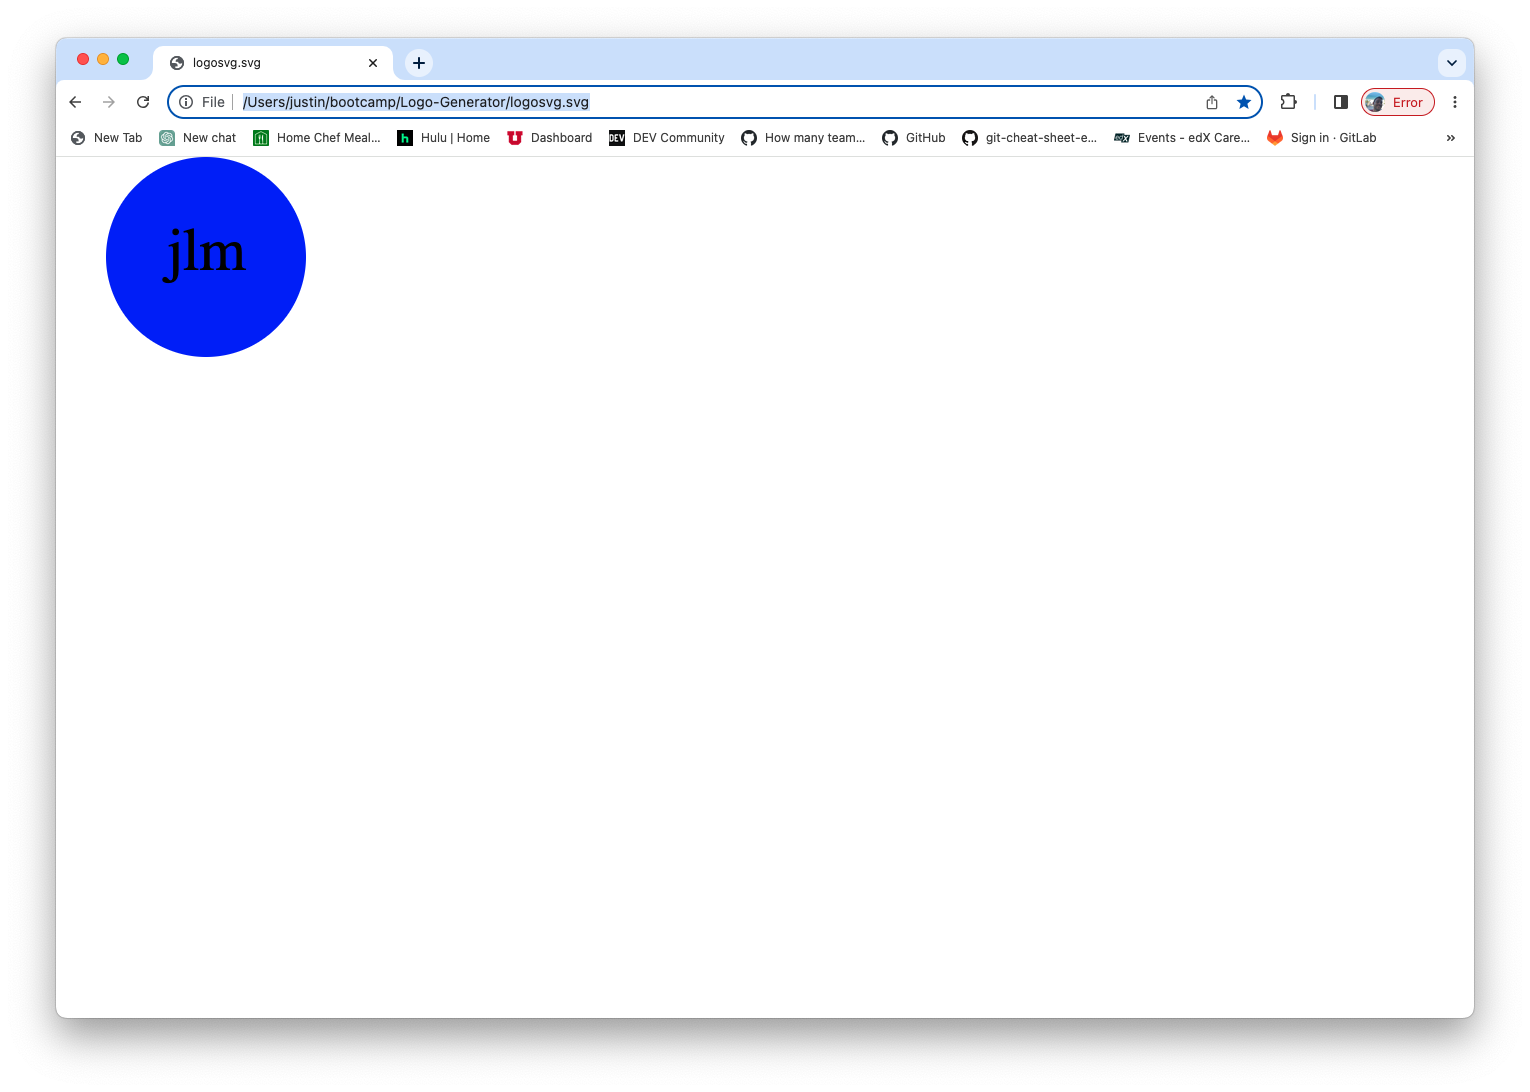 logosvg.svg
File /Users/justin/bootcamp/Logo-Generator/logosvg.svg Error
New Tab New chat Home Chef Meal... h Hulu | Home U Dashboard DEV DEV Community How many team... GitHub git-cheat-sheet-e... Events - edX Care... Sign in · GitLab »
jlm